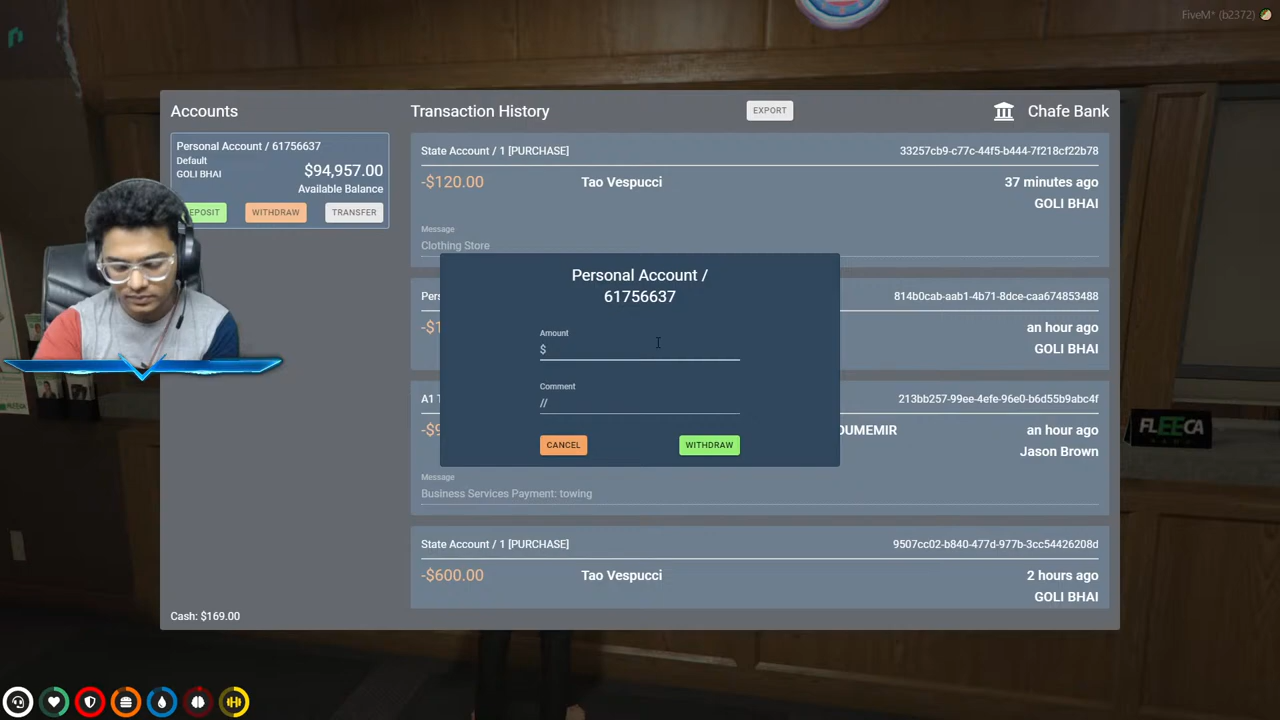 FiveM* (b2372)
Accounts
Transaction History
EXPORT
Chafe Bank
Personal Account / 61756637
Default
GOLI BHAI
$94,957.00
Available Balance
EPOSIT
WITHDRAW
TRANSFER
State Account / 1 [PURCHASE]
33257cb9-c77c-44f5-b444-7f218cf22b78
-$120.00
Tao Vespucci
37 minutes ago
GOLI BHAI
Message
Clothing Store
Personal Account /
61756637
Amount
$
Comment
//
CANCEL
WITHDRAW
Pers
814b0cab-aab1-4b71-8dce-caa674853488
-$1
an hour ago
GOLI BHAI
A1 T
213bb257-99ee-4efe-96e0-b6d55b9abc4f
-$9
OUMEMIR
an hour ago
Jason Brown
Message
Business Services Payment: towing
State Account / 1 [PURCHASE]
9507cc02-b840-477d-977b-3cc54426208d
-$600.00
Tao Vespucci
2 hours ago
GOLI BHAI
Cash: $169.00
FLEECA